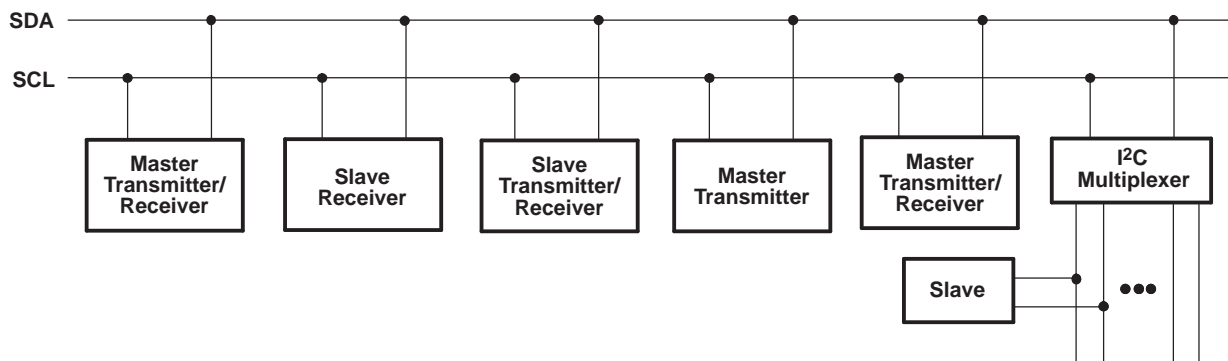 SDA
SCL
Master
Transmitter/
Receiver
Slave
Receiver
Slave
Transmitter/
Receiver
Master
Transmitter
Master
Transmitter/
Receiver
I²C
Multiplexer
Slave